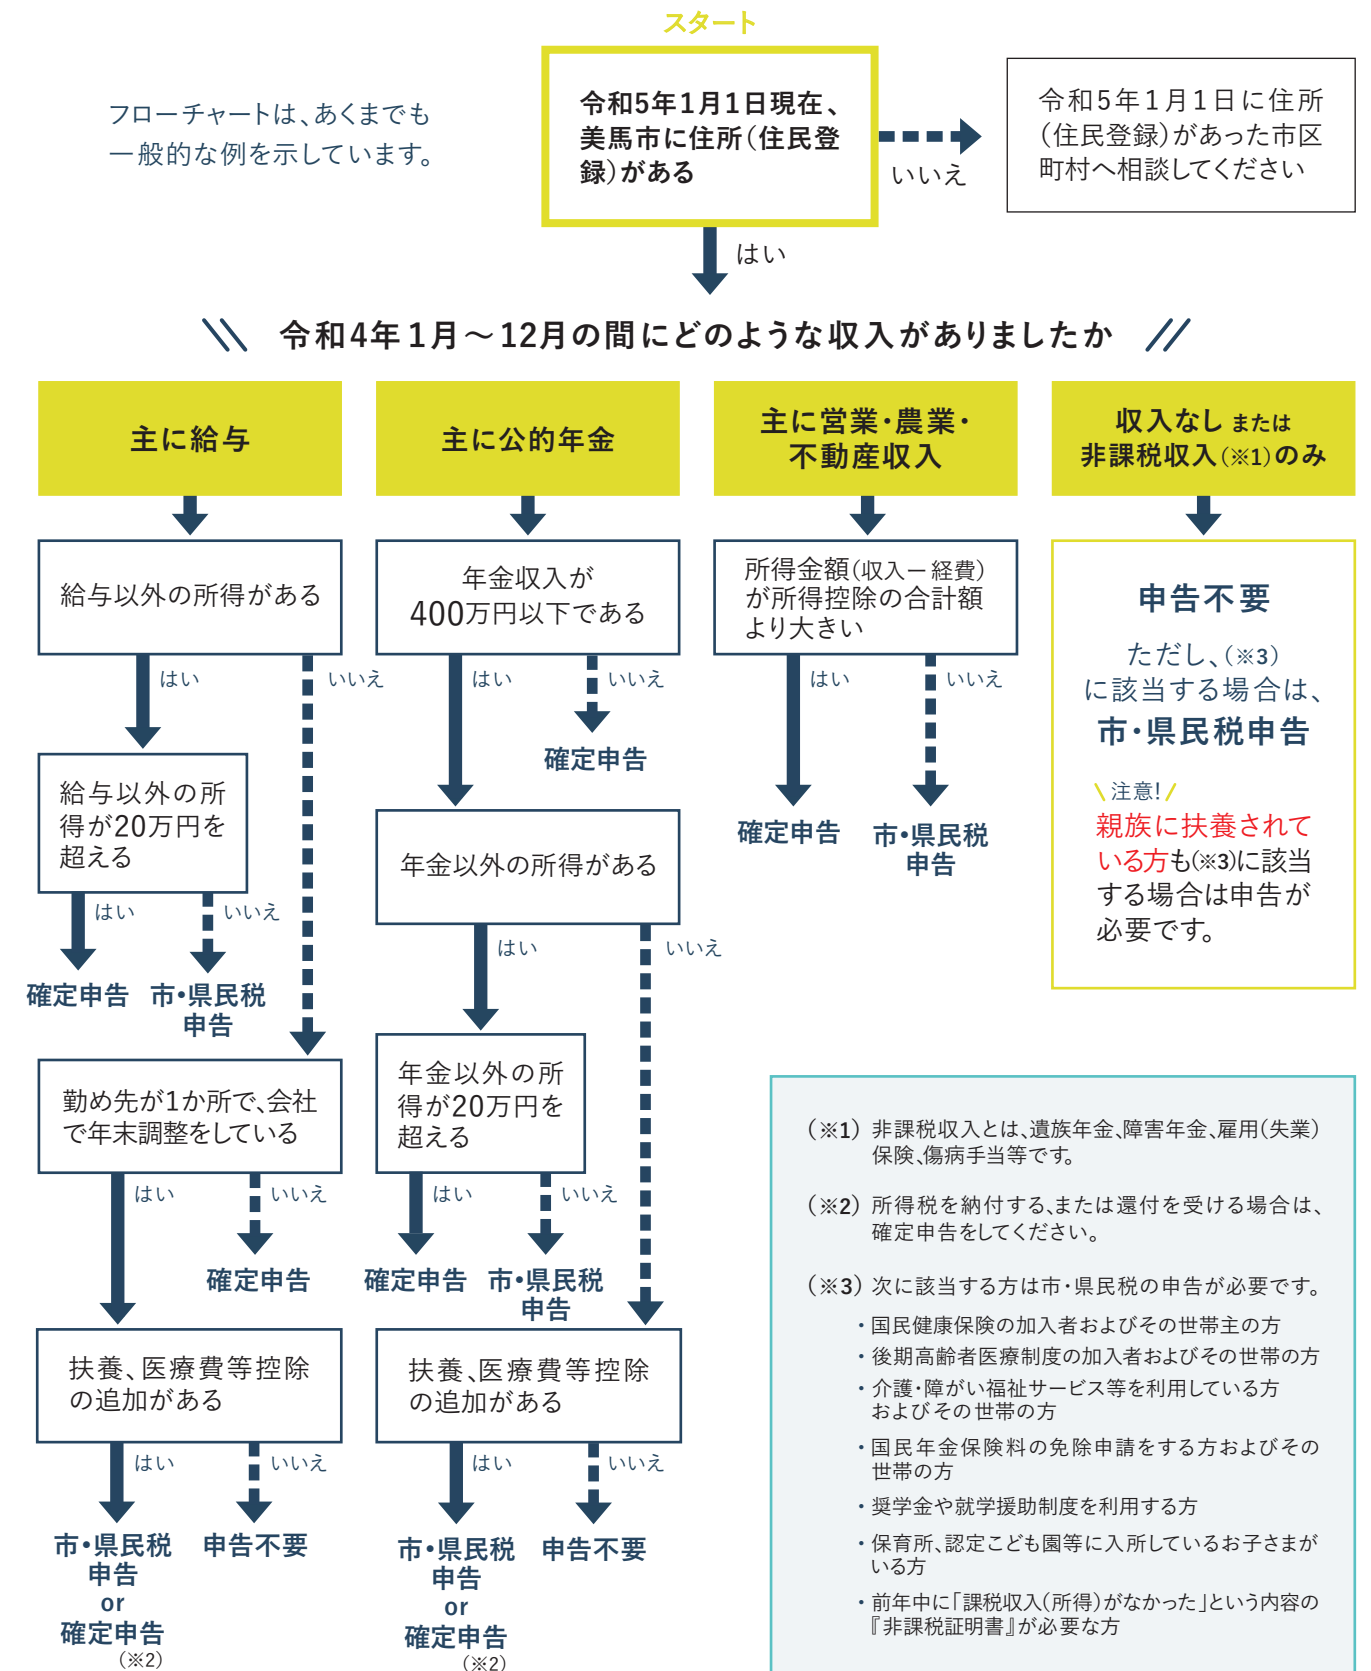 スタート
フローチャートは、あくまでも
一般的な例を示しています。
令和5年1月1日現在、
美馬市に住所(住民登
録)がある
いいえ
令和5年1月1日に住所
(住民登録)があった市区
町村へ相談してください
はい
令和4年1月～12月の間にどのような収入がありましたか
主に給与
給与以外の所得がある
はい
いいえ
給与以外の所
得が20万円を
超える
はい
いいえ
確定申告
市・県民税
申告
勤め先が1か所で、会社
で年末調整をしている
はい
いいえ
確定申告
扶養、医療費等控除
の追加がある
はい
いいえ
市・県民税
申告
or
確定申告
(※2)
申告不要
主に公的年金
年金収入が
400万円以下である
はい
いいえ
確定申告
年金以外の所得がある
はい
いいえ
年金以外の所
得が20万円を
超える
はい
いいえ
確定申告
市・県民税
申告
扶養、医療費等控除
の追加がある
はい
いいえ
市・県民税
申告
or
確定申告
(※2)
申告不要
主に営業・農業・
不動産収入
所得金額(収入ー経費)
が所得控除の合計額
より大きい
はい
いいえ
確定申告
市・県民税
申告
収入なし または
非課税収入(※1)のみ
申告不要
ただし、(※3)
に該当する場合は、
市・県民税申告
注意!
親族に扶養されて
いる方も(※3)に該当
する場合は申告が
必要です。
(※1) 非課税収入とは、遺族年金、障害年金、雇用(失業)
保険、傷病手当等です。
(※2) 所得税を納付する、または還付を受ける場合は、
確定申告をしてください。
(※3) 次に該当する方は市・県民税の申告が必要です。
・国民健康保険の加入者およびその世帯主の方
・後期高齢者医療制度の加入者およびその世帯の方
・介護・障がい福祉サービス等を利用している方
およびその世帯の方
・国民年金保険料の免除申請をする方およびその
世帯の方
・奨学金や就学援助制度を利用する方
・保育所、認定こども園等に入所しているお子さまが
いる方
・前年中に「課税収入(所得)がなかった」という内容の
『非課税証明書』が必要な方